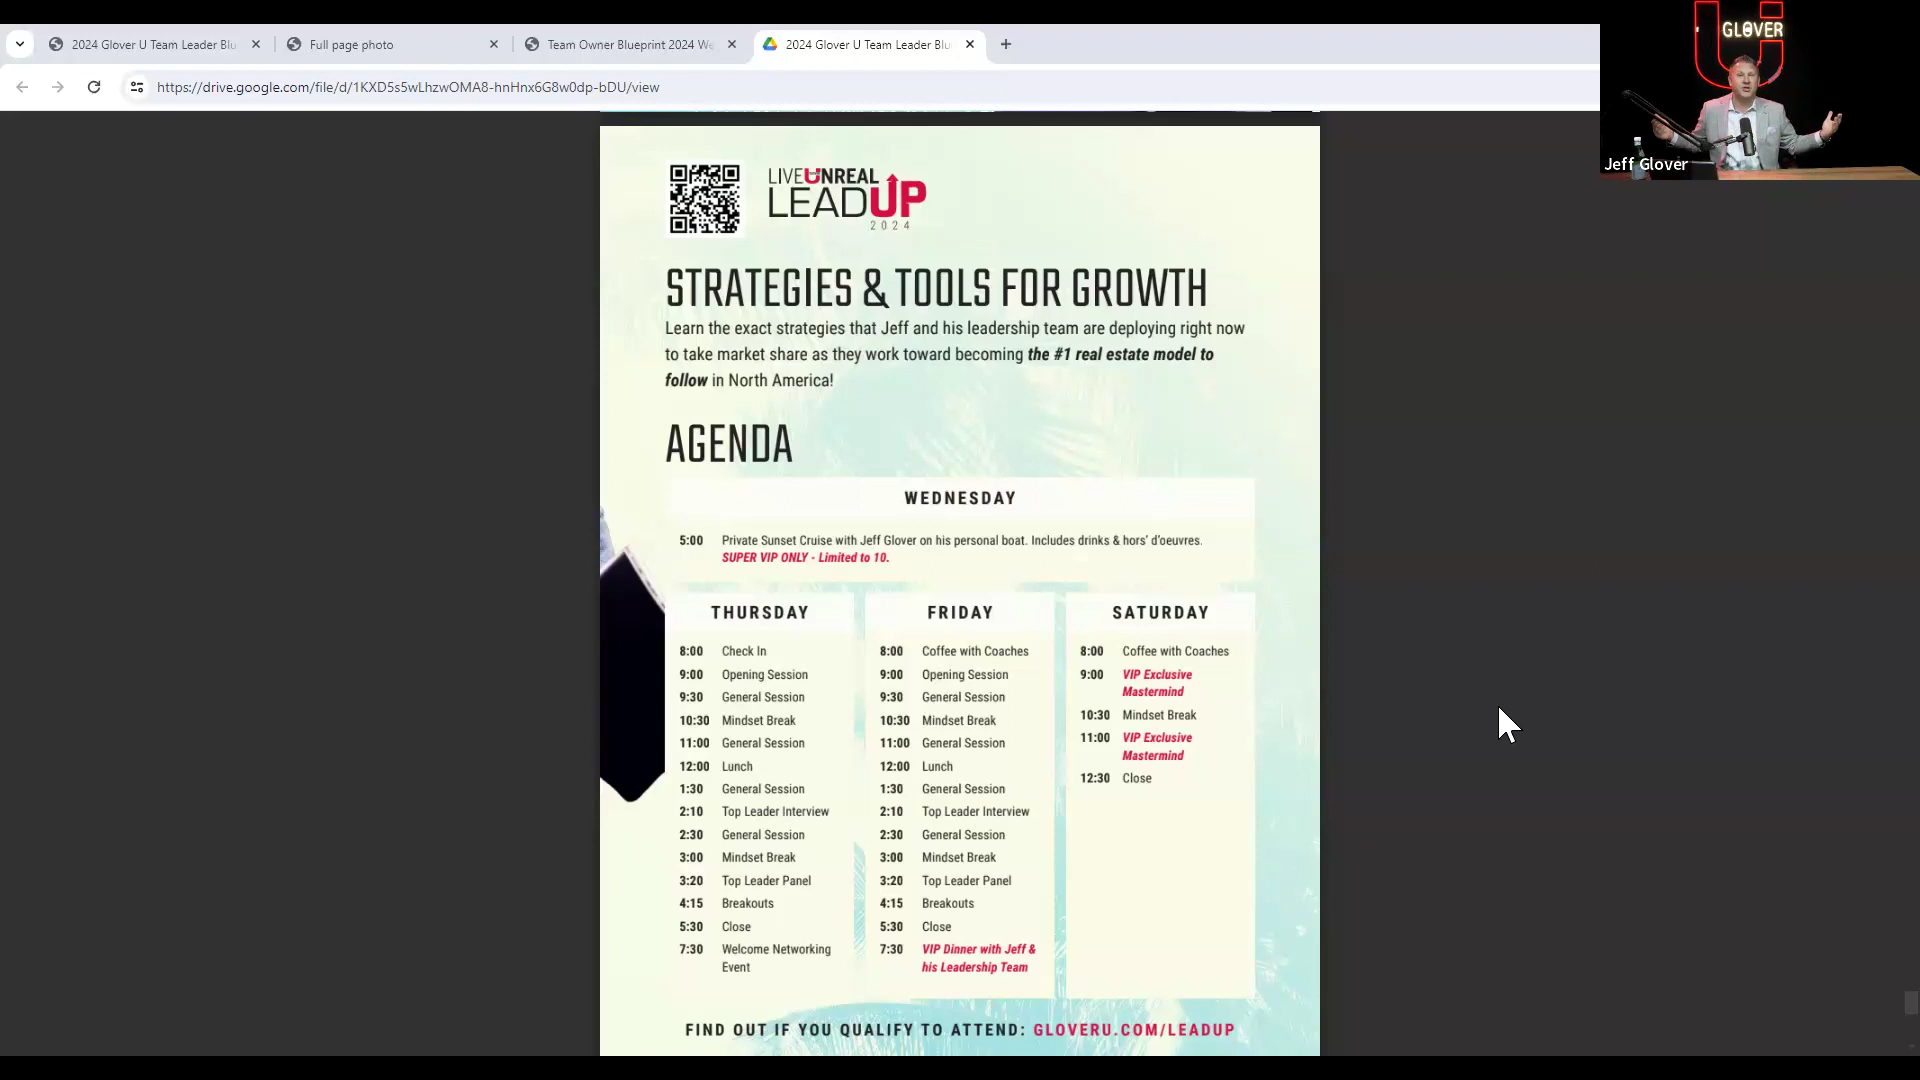 2024 Glover U Team Leader Blu
Full page photo
Team Owner Blueprint 2024 We
2024 Glover U Team Leader Blu
https://drive.google.com/file/d/1KXD5s5wLhzwOMA8-hnHnx6G8w0dp-bDU/view
GLOVER
Jeff Glover
LIVE UNREAL
LEADUP
2024
STRATEGIES & TOOLS FOR GROWTH
Learn the exact strategies that Jeff and his leadership team are deploying right now
to take market share as they work toward becoming the #1 real estate model to
follow in North America!
AGENDA
WEDNESDAY
5:00 Private Sunset Cruise with Jeff Glover on his personal boat. Includes drinks & hors' d'oeuvres.
SUPER VIP ONLY - Limited to 10.
THURSDAY
8:00 Check In
9:00 Opening Session
9:30 General Session
10:30 Mindset Break
11:00 General Session
12:00 Lunch
1:30 General Session
2:10 Top Leader Interview
2:30 General Session
3:00 Mindset Break
3:20 Top Leader Panel
4:15 Breakouts
5:30 Close
7:30 Welcome Networking
Event
FRIDAY
8:00 Coffee with Coaches
9:00 Opening Session
9:30 General Session
10:30 Mindset Break
11:00 General Session
12:00 Lunch
1:30 General Session
2:10 Top Leader Interview
2:30 General Session
3:00 Mindset Break
3:20 Top Leader Panel
4:15 Breakouts
5:30 Close
7:30 VIP Dinner with Jeff &
his Leadership Team
SATURDAY
8:00 Coffee with Coaches
9:00 VIP Exclusive
Mastermind
10:30 Mindset Break
11:00 VIP Exclusive
Mastermind
12:30 Close
FIND OUT IF YOU QUALIFY TO ATTEND: GLOVERU.COM/LEADUP